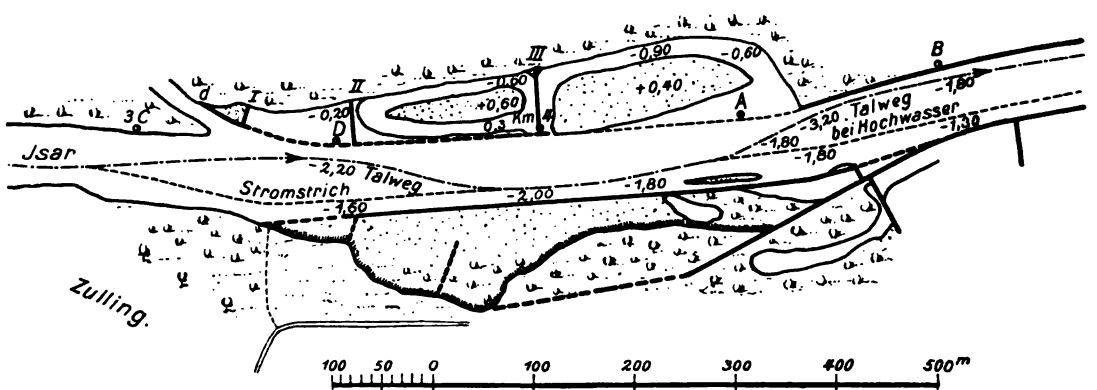 III
-0,90
-0,60
B
II
-0,60
-1,80
d
I
-0,20
+0,60
+0,40
3 C
D
0,3
Km 4
A
-3,20 Talweg
bei Hochwasser
-1,80
-1,80
-1,30
Jsar
-2,20 Talweg
Stromstrich
-1,60
-2,00
-1,80
Zulling.
100 50 0 100 200 300 400 500 m